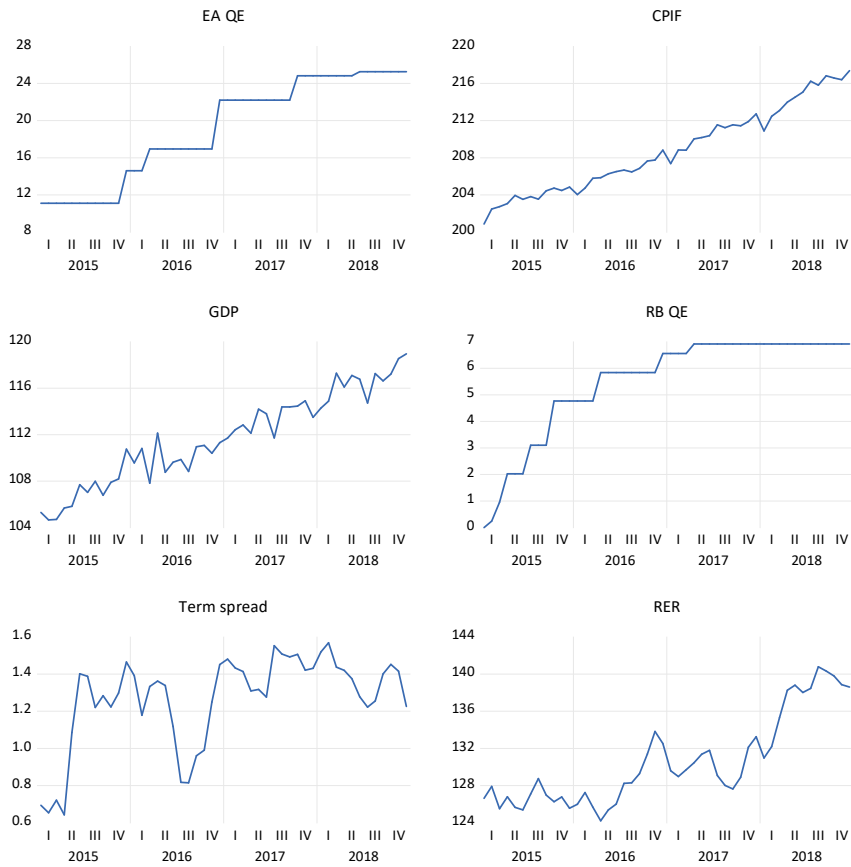 EA QE
28
24
20
16
12
8
I II III IV I II III IV I II III IV I II III IV
2015 2016 2017 2018
CPIF
220
216
212
208
204
200
I II III IV I II III IV I II III IV I II III IV
2015 2016 2017 2018
GDP
120
116
112
108
104
I II III IV I II III IV I II III IV I II III IV
2015 2016 2017 2018
RB QE
7
6
5
4
3
2
1
0
I II III IV I II III IV I II III IV I II III IV
2015 2016 2017 2018
Term spread
1.6
1.4
1.2
1.0
0.8
0.6
I II III IV I II III IV I II III IV I II III IV
2015 2016 2017 2018
RER
144
140
136
132
128
124
I II III IV I II III IV I II III IV I II III IV
2015 2016 2017 2018